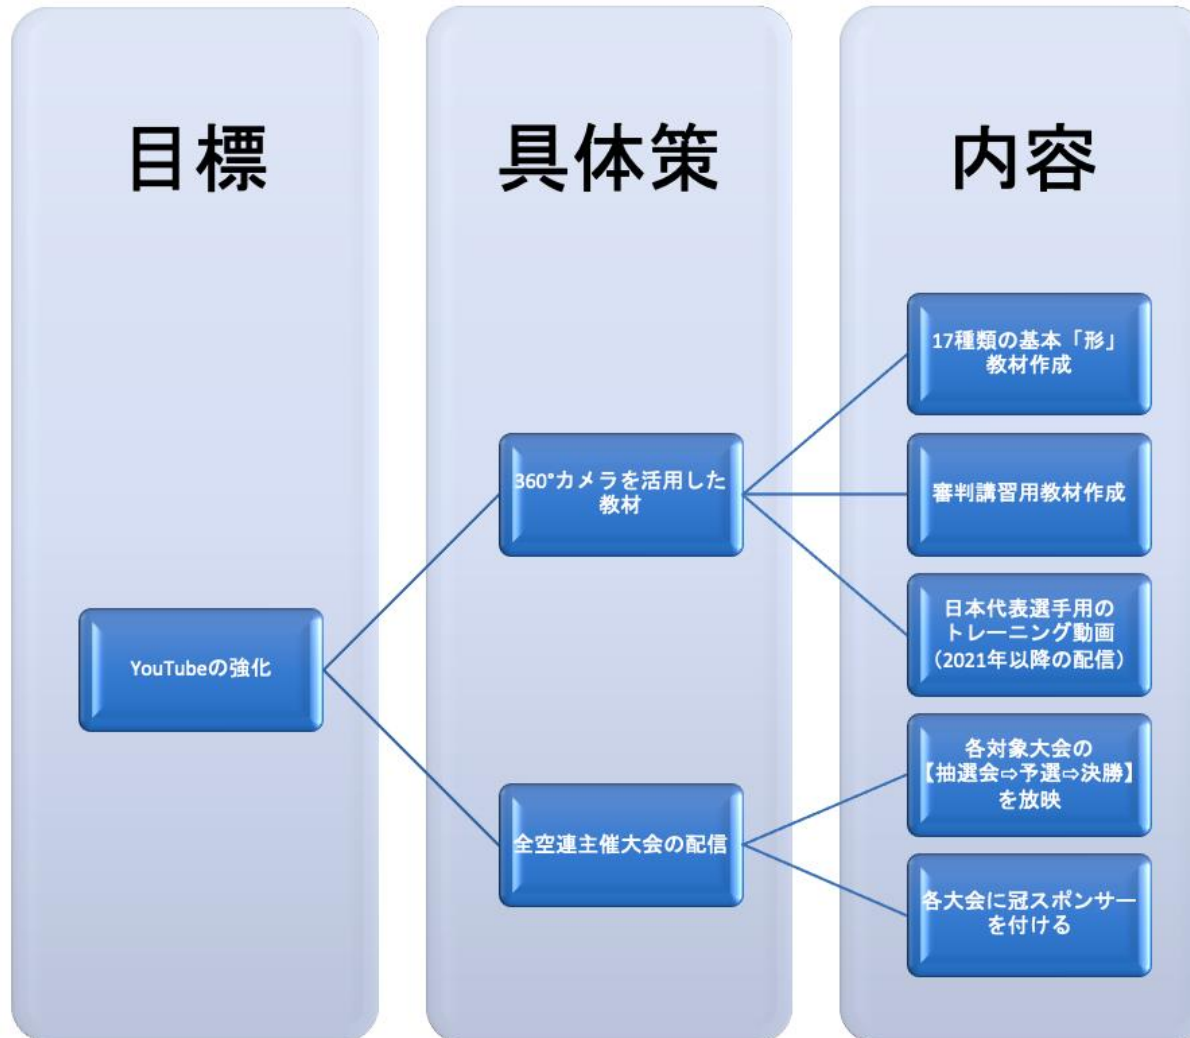 目標
具体策
内容
17種類の基本「形」
教材作成
360°カメラを活用した
教材
審判講習用教材作成
日本代表選手用の
トレーニング動画
（2021年以降の配信）
YouTubeの強化
各対象大会の
【抽選会⇨予選⇨決勝】
を放映
全空連主催大会の配信
各大会に冠スポンサー
を付ける